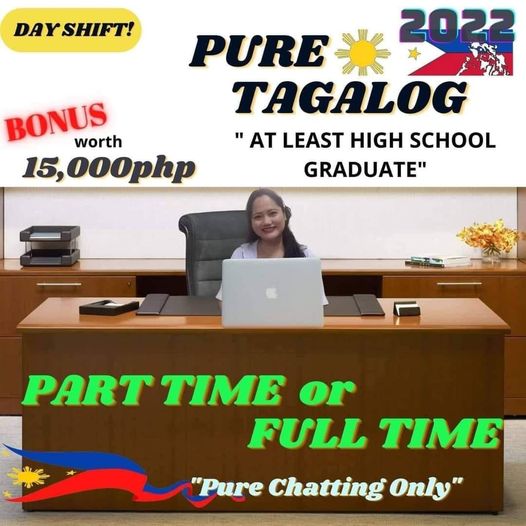 DAY SHIFT!
2022
PURE
TAGALOG
BONUS
worth
15,000php
" AT LEAST HIGH SCHOOL
GRADUATE"
PART TIME or
FULL TIME
"Pure Chatting Only"